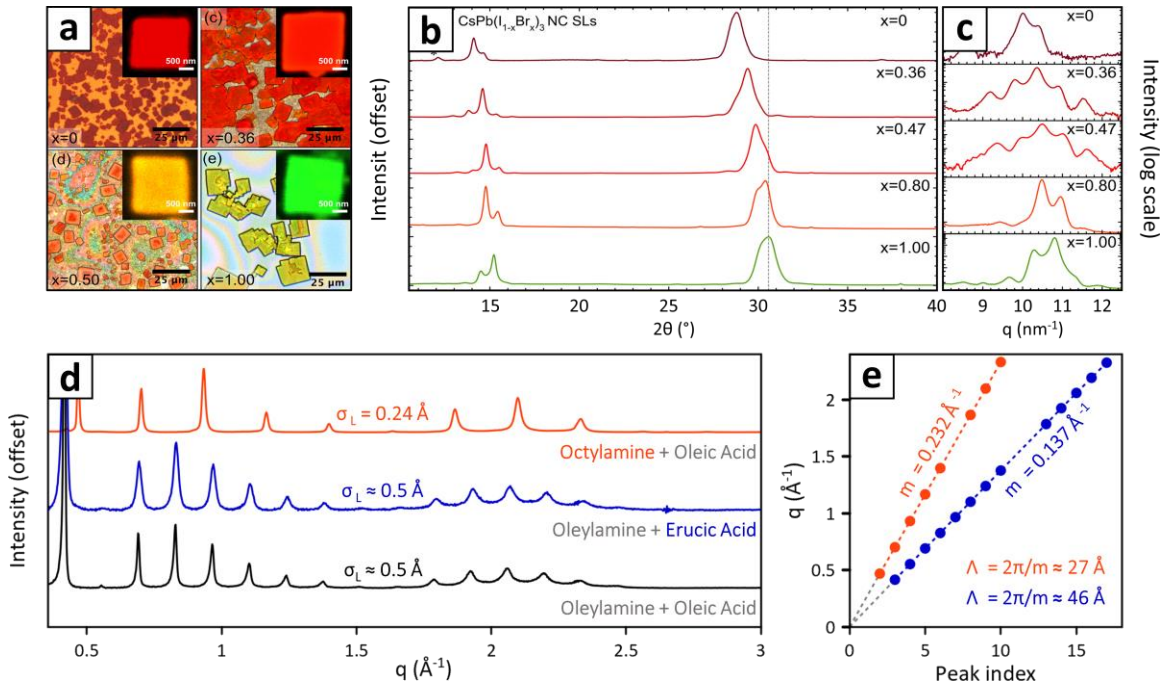 a
500 nm
25 µm
x=0
(c)
500 nm
25 µm
x=0.36
(d)
500 nm
25 µm
x=0.50
(e)
500 nm
25 µm
x=1.00
b
CsPb(I1-xBrx)3 NC SLs
x=0
x=0.36
x=0.47
x=0.80
x=1.00
Intensit (offset)
15 20 25 30 35 40
2θ (°)
c
x=0
x=0.36
x=0.47
x=0.80
x=1.00
Intensity (log scale)
8 9 10 11 12
q (nm-1)
d
σL = 0.24 Å
Octylamine + Oleic Acid
σL ≈ 0.5 Å
Oleylamine + Erucic Acid
σL ≈ 0.5 Å
Oleylamine + Oleic Acid
Intensity (offset)
0.5 1 1.5 2 2.5 3
q (Å-1)
e
2
1.5
1
0.5
0
q (Å-1)
m = 0.232 Å-1
m = 0.137 Å-1
Λ = 2π/m ≈ 27 Å
Λ = 2π/m ≈ 46 Å
0 5 10 15
Peak index